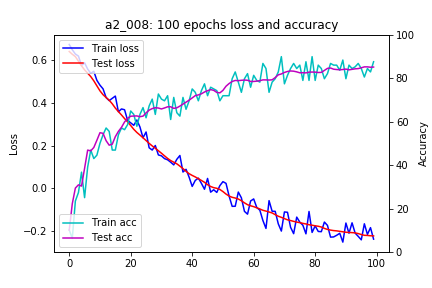 a2_008: 100 epochs loss and accuracy
Train loss
Test loss
Train acc
Test acc
Loss
0.6
0.4
0.2
0.0
−0.2
Accuracy
100
80
60
40
20
0
0 20 40 60 80 100